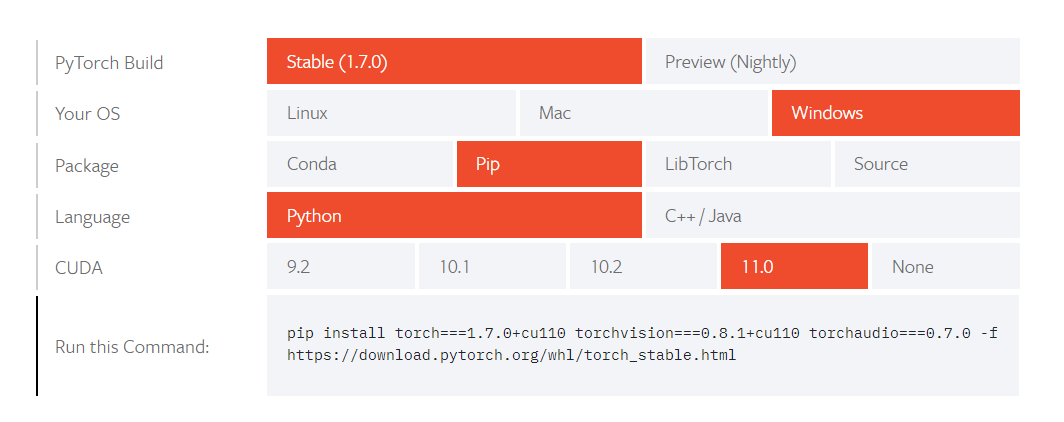 PyTorch Build Stable (1.7.0) Preview (Nightly)
Your OS Linux Mac Windows
Package Conda Pip LibTorch Source
Language Python C++ / Java
CUDA 9.2 10.1 10.2 11.0 None
Run this Command: pip install torch===1.7.0+cu110 torchvision===0.8.1+cu110 torchaudio===0.7.0 -f
https://download.pytorch.org/whl/torch_stable.html